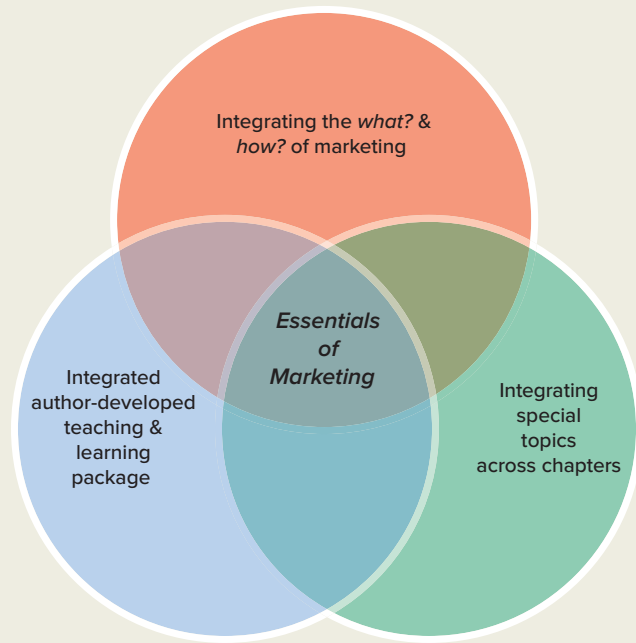 Integrating the what? &
how? of marketing
Essentials
of
Marketing
Integrated
author-developed
teaching &
learning
package
Integrating
special
topics
across chapters